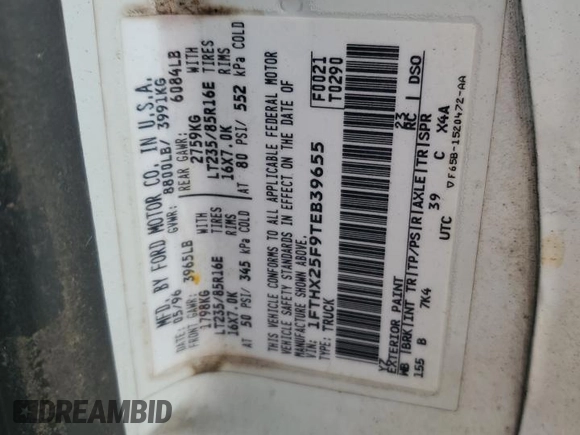 MFD. BY FORD MOTOR CO. IN U.S.A.
DATE: 05/96 GVWR: 8800LB/ 3991KG
FRONT GAWR: 3965LB REAR GAWR: 6084LB
1798KG WITH 2759KG WITH
LT235/85R16E TIRES LT235/85R16E TIRES
16X7.0K RIMS 16X7.0K RIMS
AT 50 PSI/ 345 kPa COLD AT 80 PSI/ 552 kPa COLD
THIS VEHICLE CONFORMS TO ALL APPLICABLE FEDERAL MOTOR
VEHICLE SAFETY STANDARDS IN EFFECT ON THE DATE OF
VIN: 1FTHX25F9TEB39655
TYPE: TRUCK
F0021
T0290
YZ
EXTERIOR PAINT
23
RC DSO
WB BRK INT TR TP/PS R AXLE TR SPR
155 B 7K4 39 C X4A
UTC
▽F65B-1520472-AA
DREAMBID